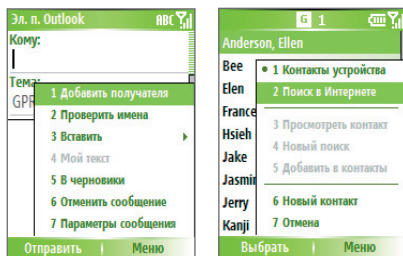 Эл. п. Outlook ABC
Кому:
Тема:
GPR
1 Добавить получателя
2 Проверить имена
3 Вставить
4 Мой текст
5 В черновики
6 Отменить сообщение
7 Параметры сообщения
Отправить Меню
G 1
Anderson, Ellen
Bee
Elen
France
Hsieh
Jake
Jasmin
Jerry
Kanji
1 Контакты устройства
2 Поиск в Интернете
3 Просмотреть контакт
4 Новый поиск
5 Добавить в контакты
6 Новый контакт
7 Отмена
Выбрать Меню